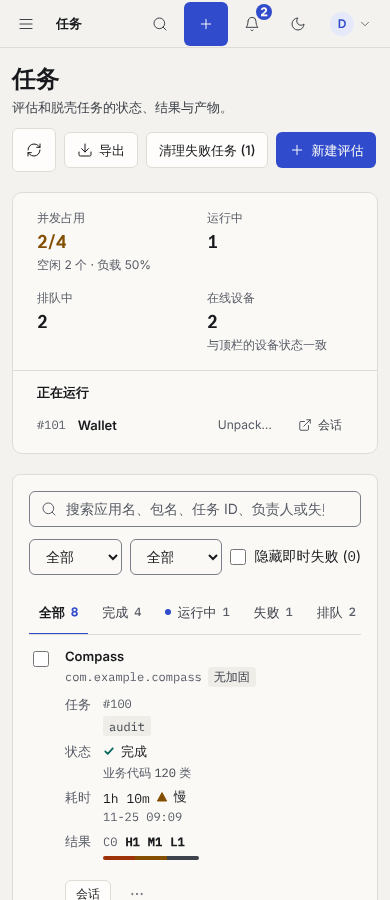 任务
2
D
任务
评估和脱壳任务的状态、结果与产物。
导出
清理失败任务 (1)
新建评估
并发占用
运行中
2/4
1
空闲 2 个 · 负载 50%
排队中
在线设备
2
2
与顶栏的设备状态一致
正在运行
#101 Wallet Unpack... 会话
搜索应用名、包名、任务 ID、负责人或失!
全部 全部 隐藏即时失败 (0)
全部 8 完成 4 运行中 1 失败 1 排队 2
Compass
com.example.compass 无加固
任务 #100
audit
状态 完成
业务代码 120 类
耗时 1h 10m 慢
11-25 09:09
结果 C0 H1 M1 L1
会话 ...